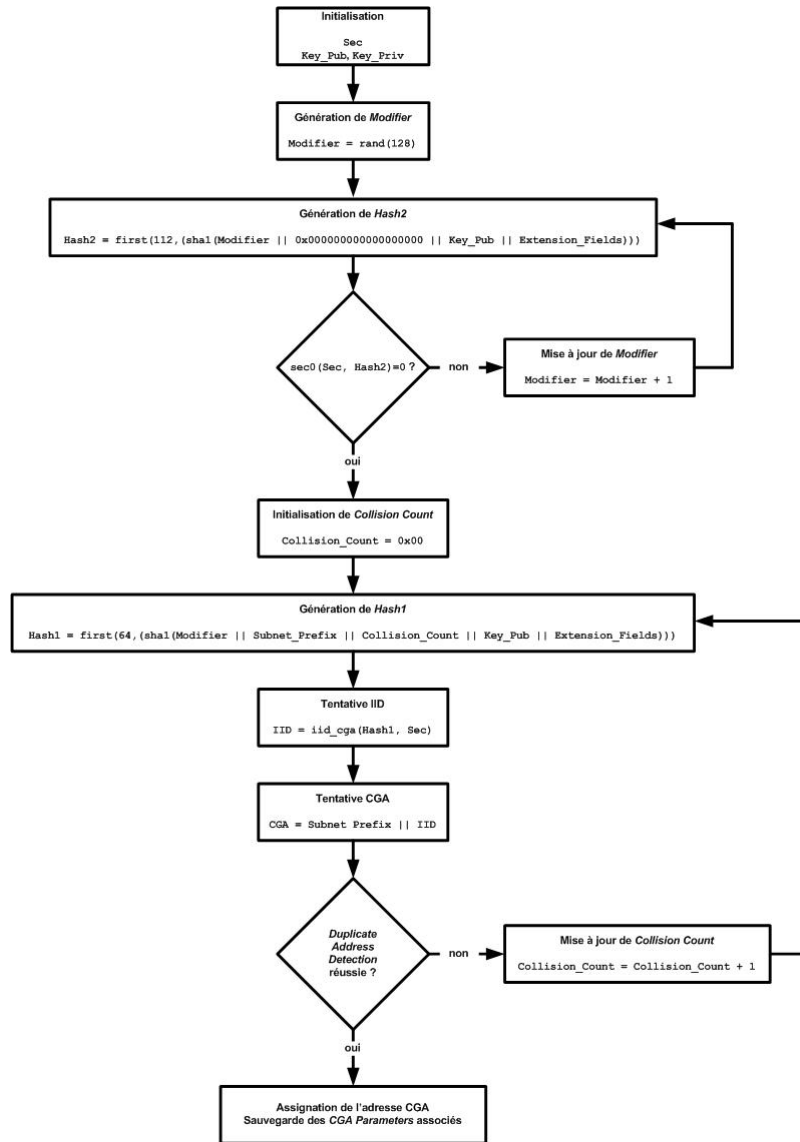 Initialisation
Sec
Key_Pub, Key_Priv
Génération de Modifier
Modifier = rand(128)
Génération de Hash2
Hash2 = first(112,(sha1(Modifier || 0x000000000000000000 || Key_Pub || Extension_Fields)))
sec0(Sec, Hash2)=0 ?
non
Mise à jour de Modifier
Modifier = Modifier + 1
oui
Initialisation de Collision Count
Collision_Count = 0x00
Génération de Hash1
Hash1 = first(64,(sha1(Modifier || Subnet_Prefix || Collision_Count || Key_Pub || Extension_Fields)))
Tentative IID
IID = iid_cga(Hash1, Sec)
Tentative CGA
CGA = Subnet Prefix || IID
Duplicate
Address
Detection
réussie ?
non
Mise à jour de Collision Count
Collision_Count = Collision_Count + 1
oui
Assignation de l'adresse CGA
Sauvegarde des CGA Parameters associés